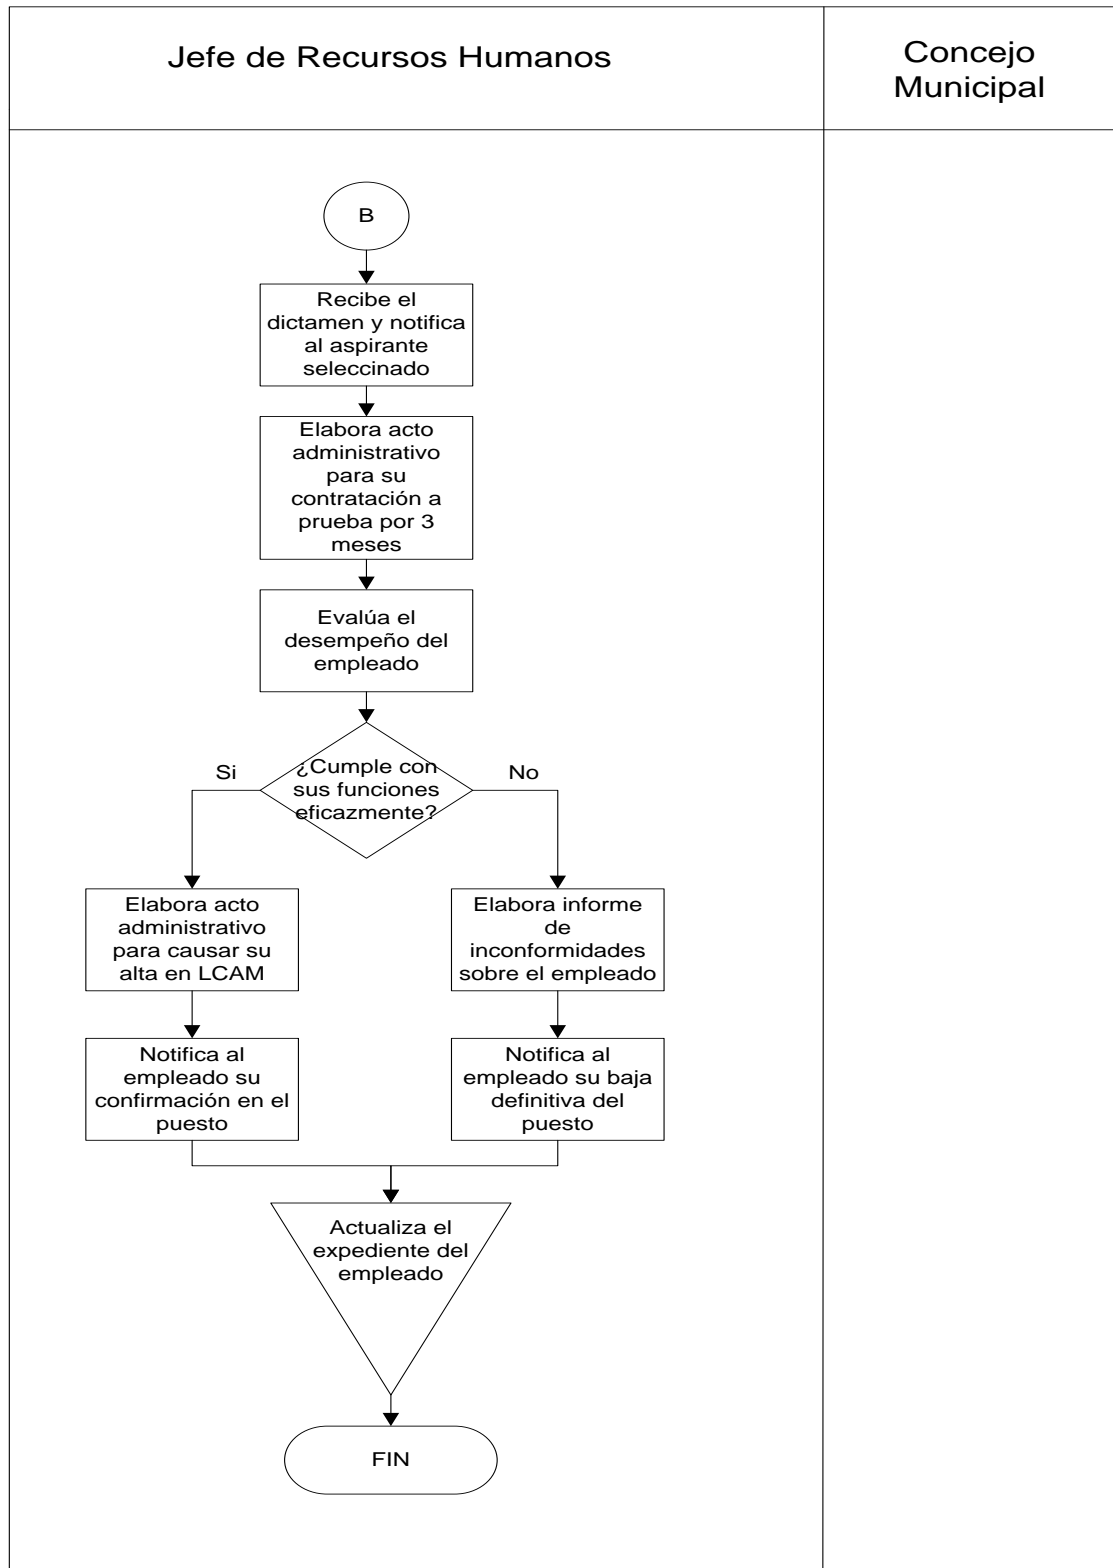 Jefe de Recursos Humanos
Concejo
Municipal
B
Recibe el
dictamen y notifica
al aspirante
seleccinado
Elabora acto
administrativo
para su
contratación a
prueba por 3
meses
Evalúa el
desempeño del
empleado
¿Cumple con
sus funciones
eficazmente?
Si
No
Elabora acto
administrativo
para causar su
alta en LCAM
Elabora informe
de
inconformidades
sobre el empleado
Notifica al
empleado su
confirmación en el
puesto
Notifica al
empleado su baja
definitiva del
puesto
Actualiza el
expediente del
empleado
FIN